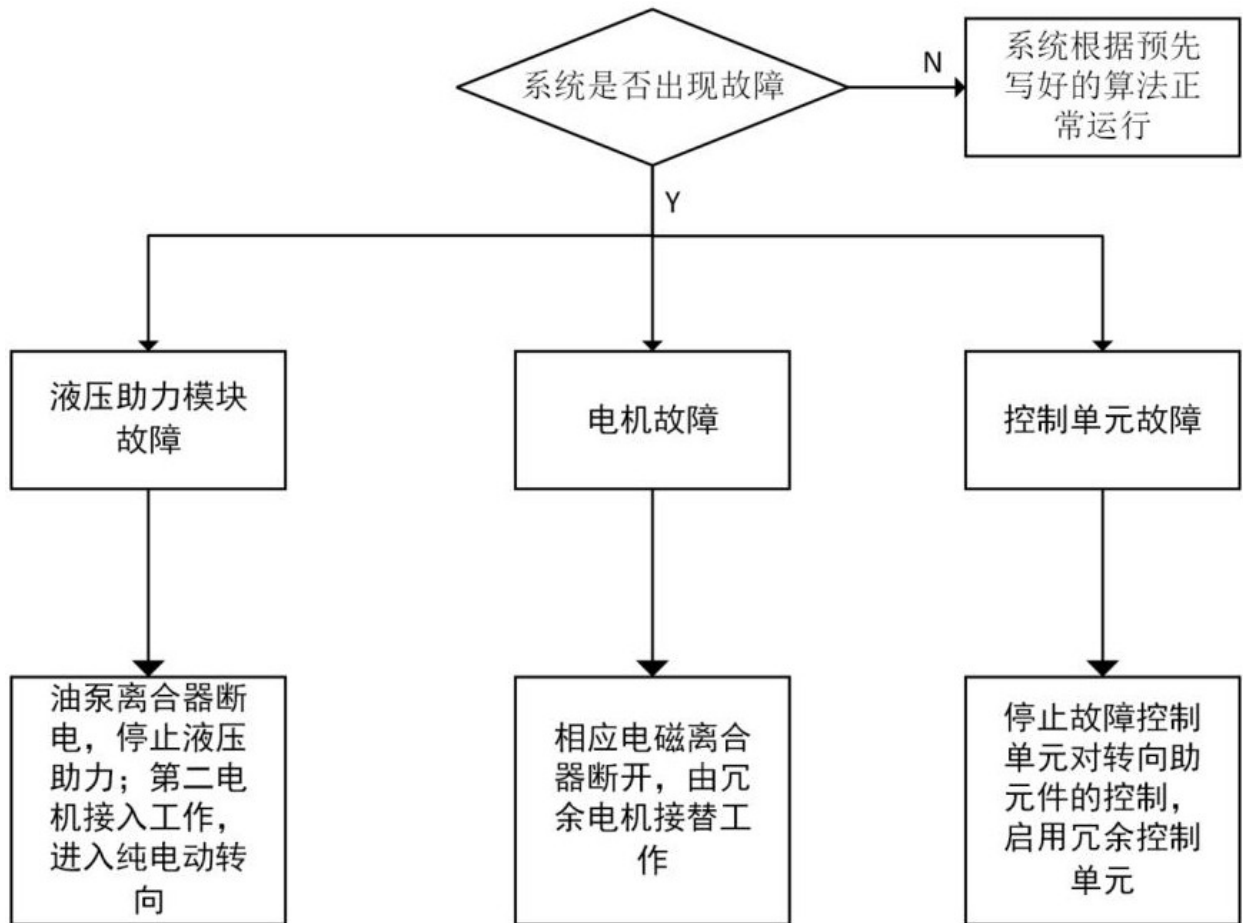 系统是否出现故障
N
系统根据预先
写好的算法正
常运行
Y
液压助力模块
故障
电机故障
控制单元故障
油泵离合器断
电，停止液压
助力；第二电
机接入工作，
进入纯电动转
向
相应电磁离合
器断开，由冗
余电机接替工
作
停止故障控制
单元对转向助
元件的控制，
启用冗余控制
单元